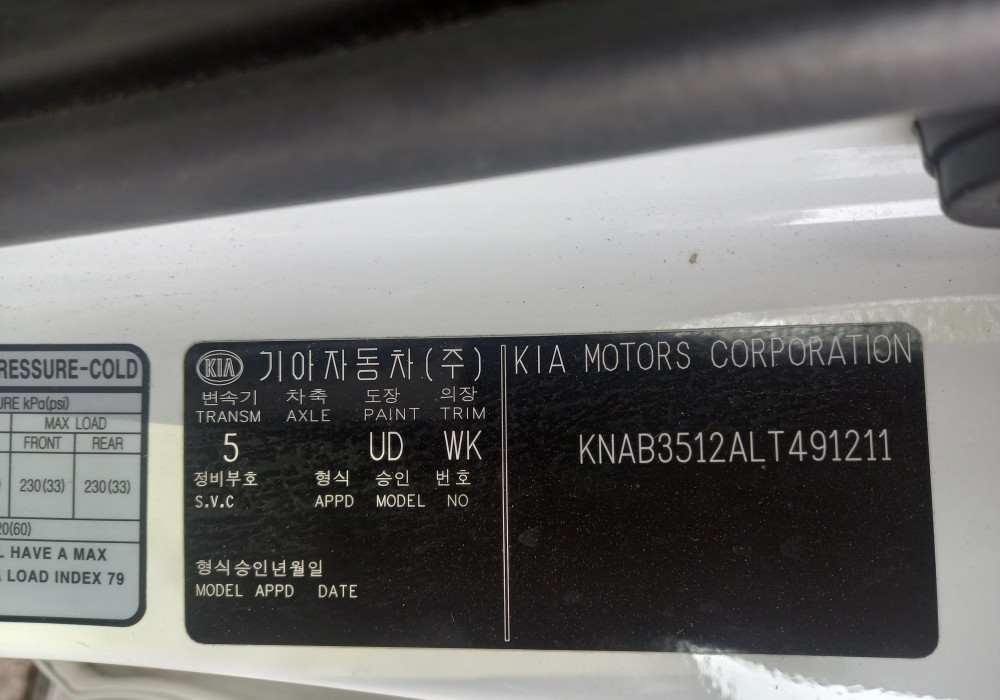 RESSURE-COLD
URE kPa(psi)
MAX LOAD
FRONT REAR
230(33) 230(33)
20(60)
L HAVE A MAX
LOAD INDEX 79
KIA 기아자동차(주)
변속기 차축 도장 의장
TRANSM AXLE PAINT TRIM
5 UD WK
정비부호 형식 승인 번호
S.V.C APPD MODEL NO
형식승인년월일
MODEL APPD DATE
KIA MOTORS CORPORATION
KNAB3512ALT491211